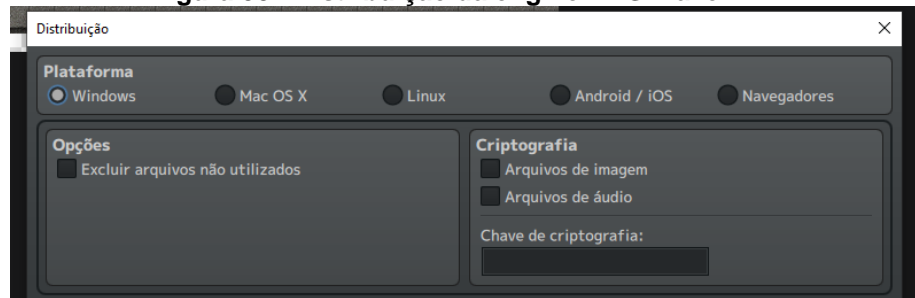 Distribuição
Plataforma
Windows Mac OS X Linux Android / iOS Navegadores
Opções
Excluir arquivos não utilizados
Criptografia
Arquivos de imagem
Arquivos de áudio
Chave de criptografia: